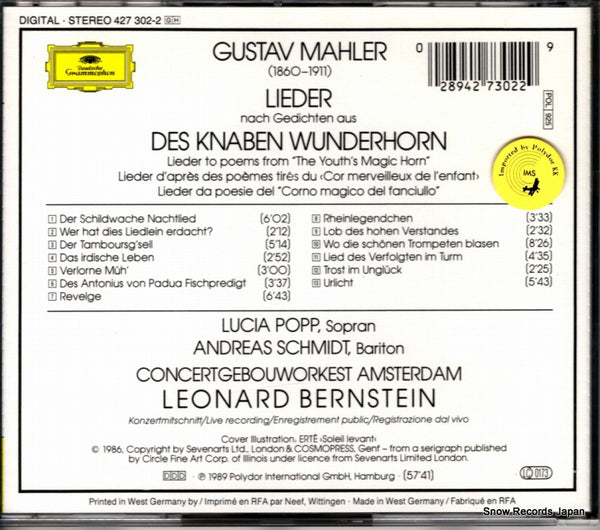 DIGITAL · STEREO 427 302-2 GH
Deutsche
Grammophon
GUSTAV MAHLER
(1860–1911)
0 28942 73022 9
LIEDER
nach Gedichten aus
DES KNABEN WUNDERHORN
Lieder to poems from "The Youth's Magic Horn"
Lieder d'après des poèmes tirés du ‹Cor merveilleux de l'enfant›
Lieder da poesie del "Corno magico del fanciullo"
POL 925
Imported by Polydor KK
IMS
1 Der Schildwache Nachtlied (6'02)
2 Wer hat dies Liedlein erdacht? (2'12)
3 Der Tamboursg'sell (5'14)
4 Das irdische Leben (2'52)
5 Verlorne Müh' (3'00)
6 Des Antonius von Padua Fischpredigt (3'37)
7 Revelge (6'43)
8 Rheinlegendchen (3'33)
9 Lob des hohen Verstandes (2'32)
10 Wo die schönen Trompeten blasen (8'26)
11 Lied des Verfolgten im Turm (4'35)
12 Trost im Unglück (2'25)
13 Urlicht (5'43)
LUCIA POPP, Sopran
ANDREAS SCHMIDT, Bariton
CONCERTGEBOUWORKEST AMSTERDAM
LEONARD BERNSTEIN
Konzertmitschnitt/Live recording/Enregistrement public/Registrazione dal vivo
Cover Illustration: ERTÉ ‹Soleil levant›
© 1986, Copyright by Sevenarts Ltd., London & COSMOPRESS, Genf – from a serigraph published
by Circle Fine Art Corp. of Illinois under licence from Sevenarts Limited London.
DDD · ℗ 1989 Polydor International GmbH, Hamburg · (57'41)
LC 0173
Printed in West Germany by / Imprimé en RFA par Neef, Wittingen · Made in West Germany / Fabriqué en RFA
Snow Records Japan